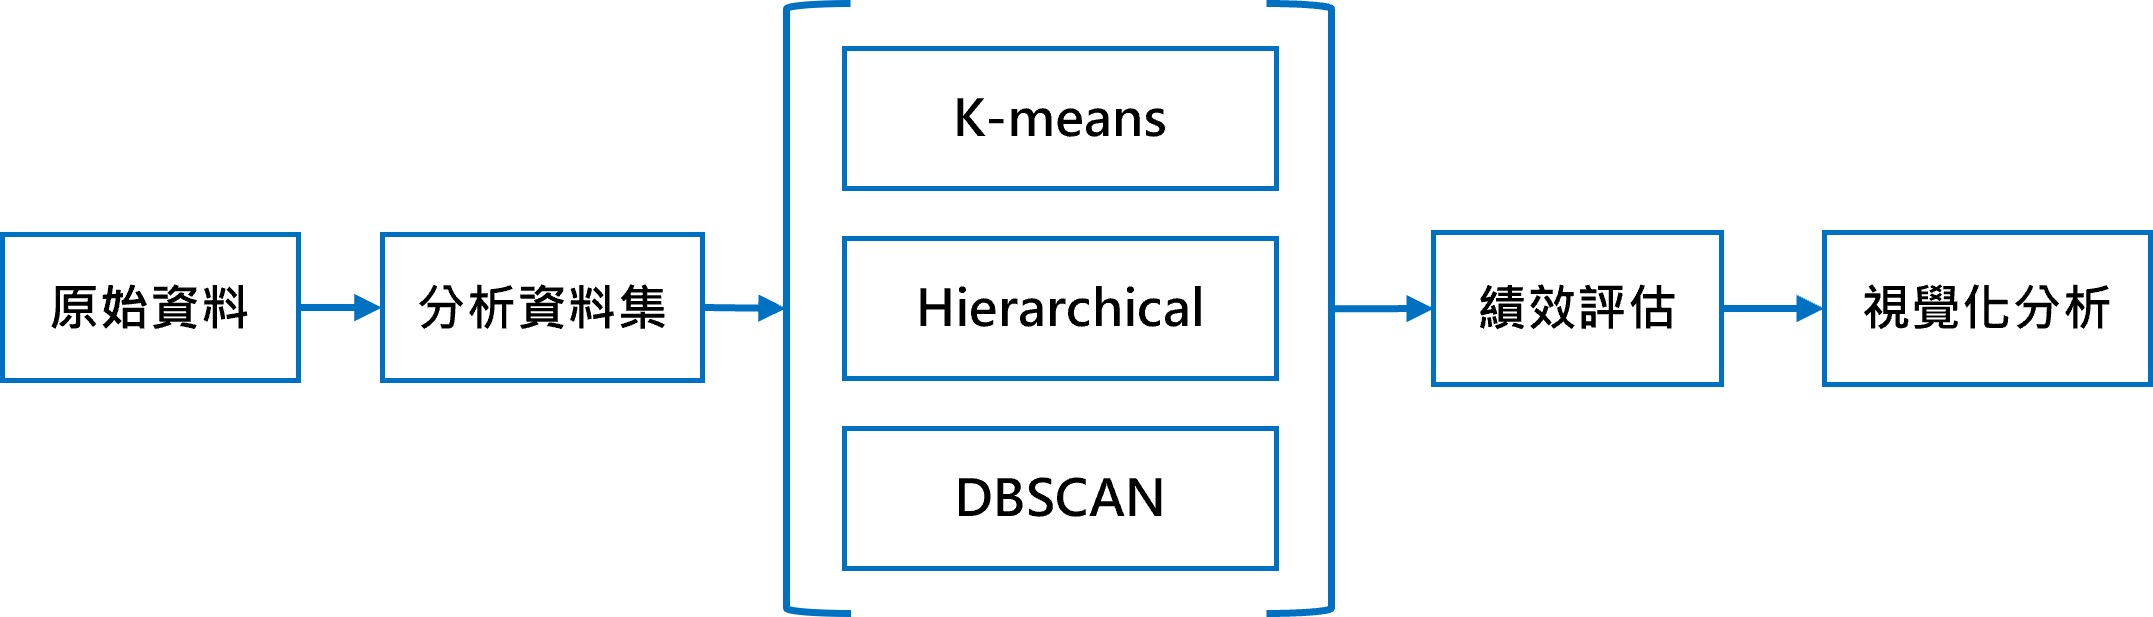 原始資料
分析資料集
K-means
Hierarchical
DBSCAN
績效評估
視覺化分析